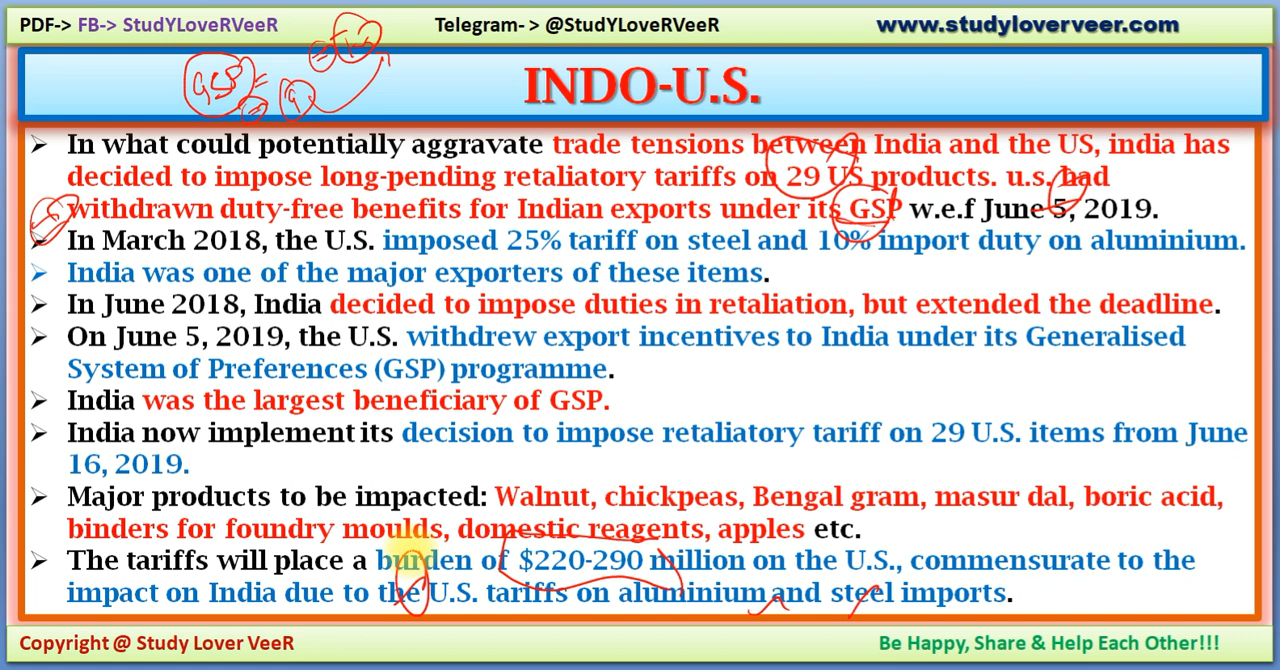 PDF-> FB-> StudYLoveRVeeR Telegram- > @StudYLoveRVeeR www.studyloverveer.com
GSP
INDO-U.S.
➢ In what could potentially aggravate trade tensions between India and the US, india has
decided to impose long-pending retaliatory tariffs on 29 US products. u.s. had
withdrawn duty-free benefits for Indian exports under its GSP w.e.f June 5, 2019.
➢ In March 2018, the U.S. imposed 25% tariff on steel and 10% import duty on aluminium.
➢ India was one of the major exporters of these items.
➢ In June 2018, India decided to impose duties in retaliation, but extended the deadline.
➢ On June 5, 2019, the U.S. withdrew export incentives to India under its Generalised
System of Preferences (GSP) programme.
➢ India was the largest beneficiary of GSP.
➢ India now implement its decision to impose retaliatory tariff on 29 U.S. items from June
16, 2019.
➢ Major products to be impacted: Walnut, chickpeas, Bengal gram, masur dal, boric acid,
binders for foundry moulds, domestic reagents, apples etc.
➢ The tariffs will place a burden of $220-290 million on the U.S., commensurate to the
impact on India due to the U.S. tariffs on aluminium and steel imports.
Copyright @ Study Lover VeeR Be Happy, Share & Help Each Other!!!